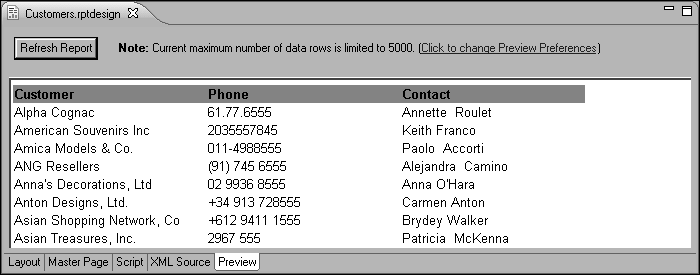 Customers.rptdesign
Refresh Report Note: Current maximum number of data rows is limited to 5000. (Click to change Preview Preferences)
Customer Phone Contact
Alpha Cognac 61.77.6555 Annette Roulet
American Souvenirs Inc 2035557845 Keith Franco
Amica Models & Co. 011-4988555 Paolo Accorti
ANG Resellers (91) 745 6555 Alejandra Camino
Anna's Decorations, Ltd 02 9936 8555 Anna O'Hara
Anton Designs, Ltd. +34 913 728555 Carmen Anton
Asian Shopping Network, Co +612 9411 1555 Brydey Walker
Asian Treasures, Inc. 2967 555 Patricia McKenna
Layout Master Page Script XML Source Preview